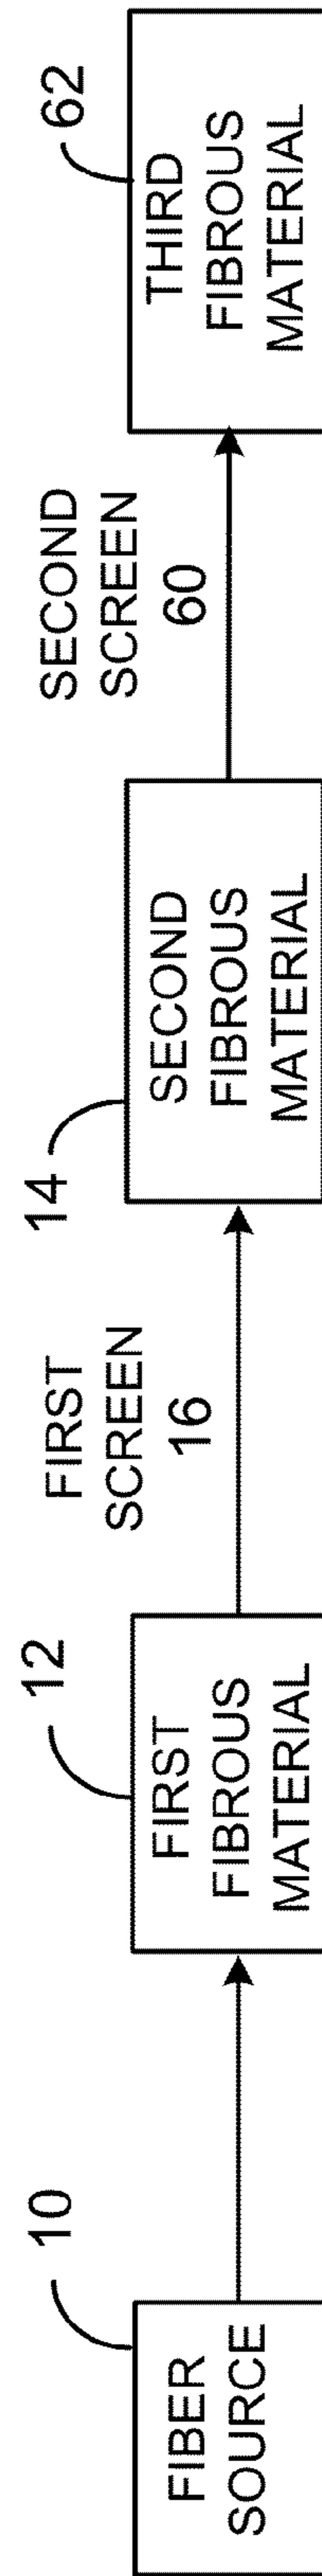 10
FIBER
SOURCE
12
FIRST
FIBROUS
MATERIAL
FIRST
SCREEN
16
14
SECOND
FIBROUS
MATERIAL
SECOND
SCREEN
60
62
THIRD
FIBROUS
MATERIAL